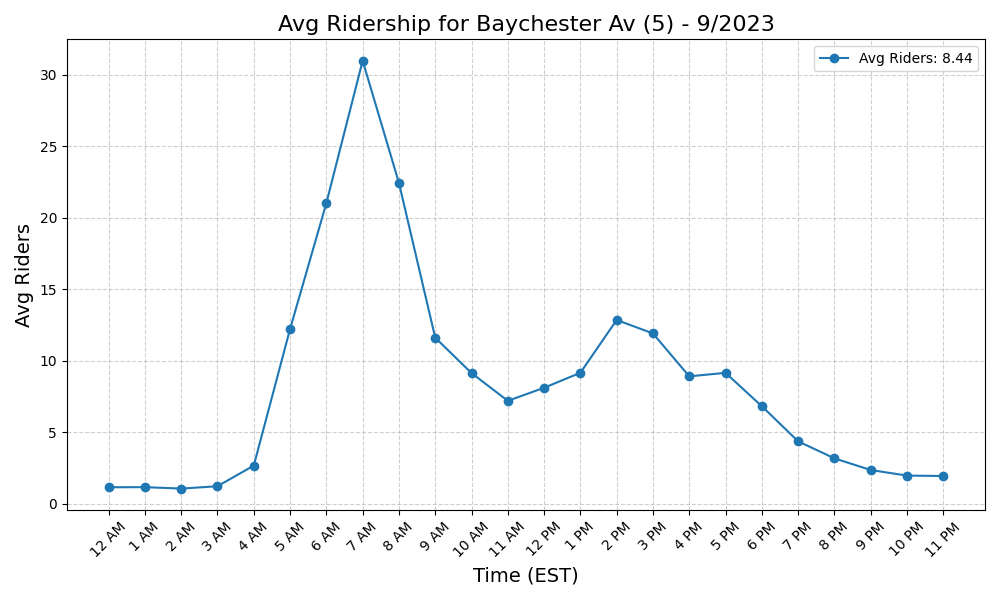 Avg Ridership for Baychester Av (5) - 9/2023
Avg Riders: 8.44
Avg Riders
30
25
20
15
10
5
0
12 AM
1 AM
2 AM
3 AM
4 AM
5 AM
6 AM
7 AM
8 AM
9 AM
10 AM
11 AM
12 PM
1 PM
2 PM
3 PM
4 PM
5 PM
6 PM
7 PM
8 PM
9 PM
10 PM
11 PM
Time (EST)